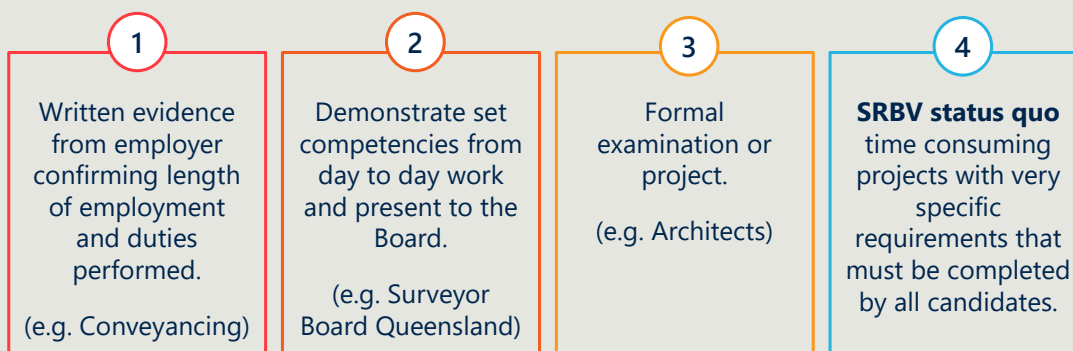 1
Written evidence
from employer
confirming length
of employment
and duties
performed.
(e.g. Conveyancing)
2
Demonstrate set
competencies from
day to day work
and present to the
Board.
(e.g. Surveyor
Board Queensland)
3
Formal
examination or
project.
(e.g. Architects)
4
SRBV status quo
time consuming
projects with very
specific
requirements that
must be completed
by all candidates.